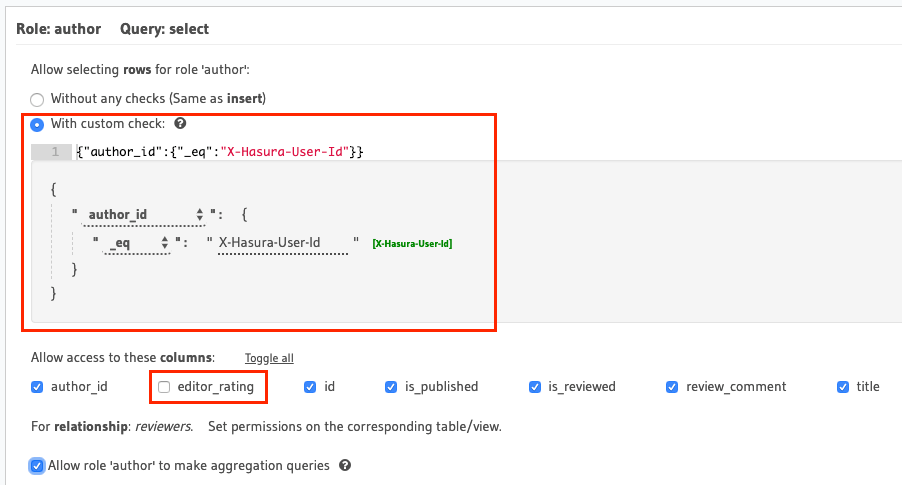 Role: author Query: select
Allow selecting rows for role 'author':
Without any checks (Same as insert)
With custom check: ?
1 {"author_id":{"_eq":"X-Hasura-User-Id"}}
{
" author_id ": {
" _eq ": " X-Hasura-User-Id " [X-Hasura-User-Id]
}
}
Allow access to these columns: Toggle all
author_id editor_rating id is_published is_reviewed review_comment title
For relationship: reviewers. Set permissions on the corresponding table/view.
Allow role 'author' to make aggregation queries ?